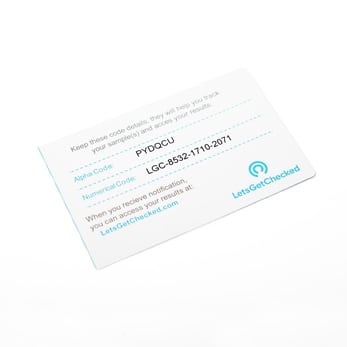 Keep these code details, they will help you track
your sample(s) and acces your results.
Alpha Code: PYDQCU
Numerical Code: LGC-8532-1710-2071
When you recieve notification,
you can access your results at:
LetsGetChecked.com
LetsGetChecked